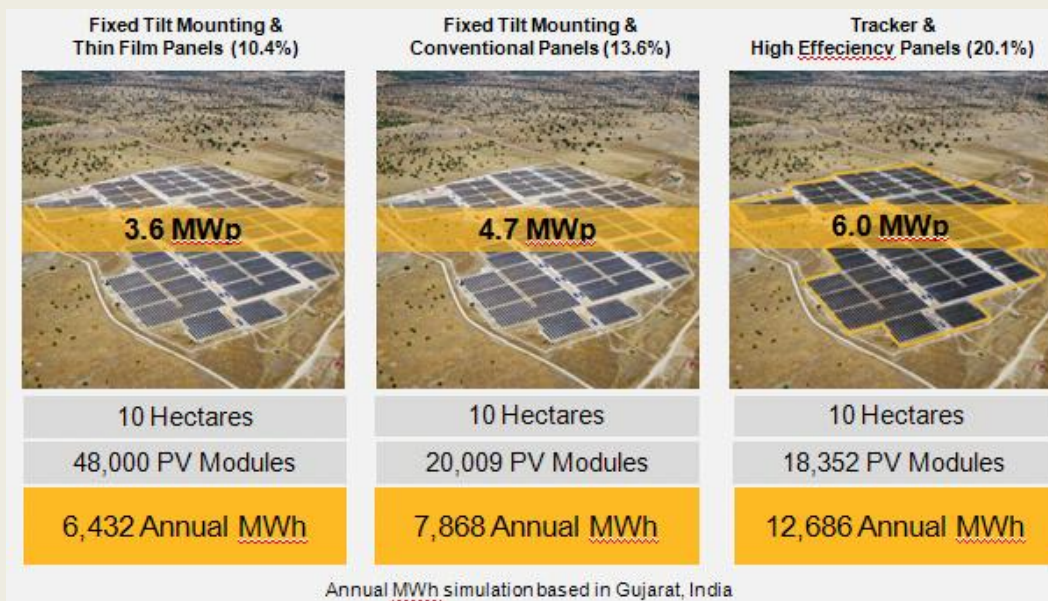 Fixed Tilt Mounting &
Thin Film Panels (10.4%)
3.6 MWp
10 Hectares
48,000 PV Modules
6,432 Annual MWh
Fixed Tilt Mounting &
Conventional Panels (13.6%)
4.7 MWp
10 Hectares
20,009 PV Modules
7,868 Annual MWh
Tracker &
High Effeciency Panels (20.1%)
6.0 MWp
10 Hectares
18,352 PV Modules
12,686 Annual MWh
Annual MWh simulation based in Gujarat, India